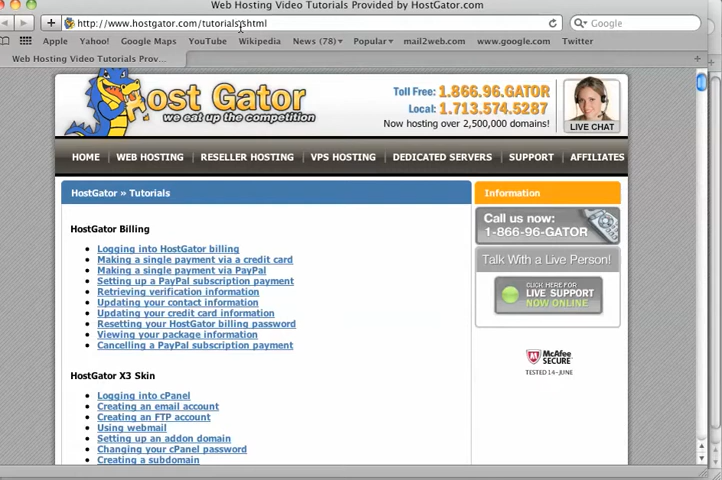 Web Hosting Video Tutorials Provided by HostGator.com
http://www.hostgator.com/tutorials.shtml
Google
Apple Yahoo! Google Maps YouTube Wikipedia News (78) Popular mail2web.com www.google.com Twitter
Web Hosting Video Tutorials Prov...
Host Gator
we eat up the competition
Toll Free: 1.866.96.GATOR
Local: 1.713.574.5287
Now hosting over 2,500,000 domains!
LIVE CHAT
HOME WEB HOSTING RESELLER HOSTING VPS HOSTING DEDICATED SERVERS SUPPORT AFFILIATES
HostGator » Tutorials
HostGator Billing
Logging into HostGator billing
Making a single payment via a credit card
Making a single payment via PayPal
Setting up a PayPal subscription payment
Retrieving verification information
Updating your contact information
Updating your credit card information
Resetting your HostGator billing password
Viewing your package information
Cancelling a PayPal subscription payment
HostGator X3 Skin
Logging into cPanel
Creating an email account
Creating an FTP account
Using webmail
Setting up an addon domain
Changing your cPanel password
Creating a subdomain
Information
Call us now:
1-866-96-GATOR
Talk With a Live Person!
CLICK HERE FOR
LIVE SUPPORT
NOW ONLINE
McAfee
SECURE
TESTED 14-JUNE